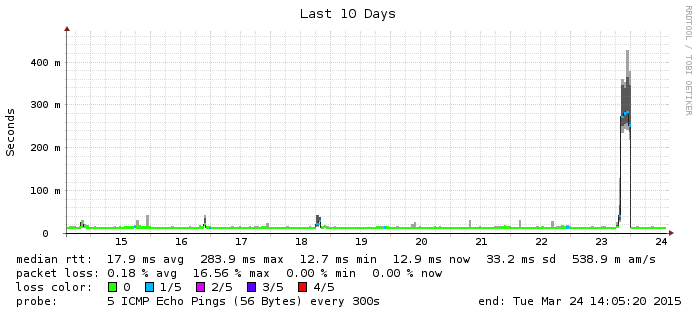 Last 10 Days
RRDTOOL / TOBI OETIKER
Seconds
400 m
300 m
200 m
100 m
0
15 16 17 18 19 20 21 22 23 24
median rtt: 17.9 ms avg 283.9 ms max 12.7 ms min 12.9 ms now 33.2 ms sd 538.9 m am/s
packet loss: 0.18 % avg 16.56 % max 0.00 % min 0.00 % now
loss color: 0 1/5 2/5 3/5 4/5
probe: 5 ICMP Echo Pings (56 Bytes) every 300s end: Tue Mar 24 14:05:20 2015